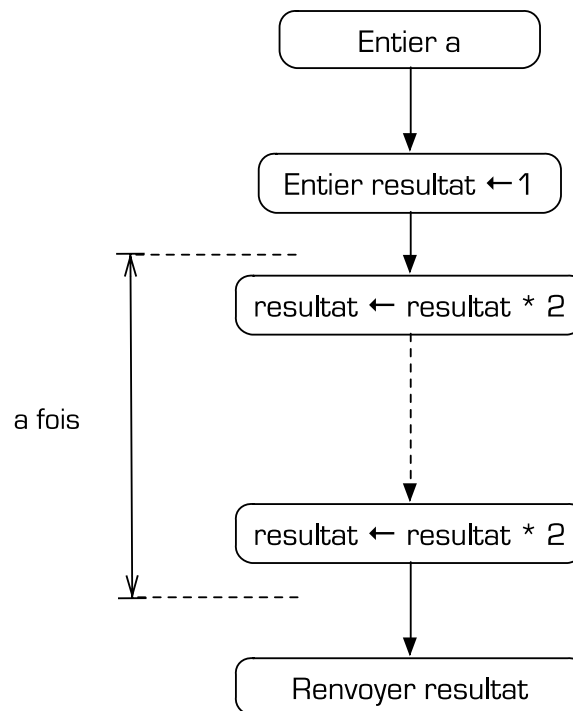 Entier a
Entier resultat ← 1
resultat ← resultat * 2
a fois
resultat ← resultat * 2
Renvoyer resultat